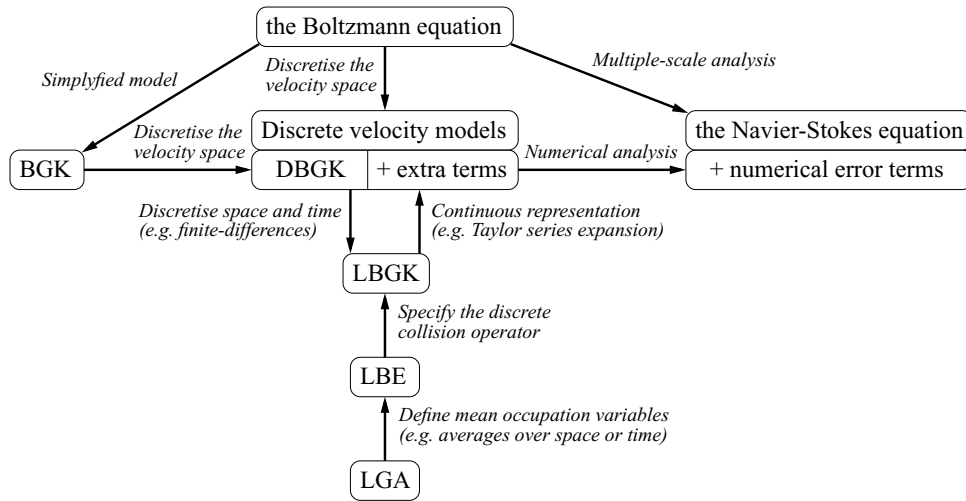 the Boltzmann equation
Simplyfied model
Discretise the
velocity space
Multiple-scale analysis
Discretise the
velocity space
Discrete velocity models
the Navier-Stokes equation
BGK
DBGK
+ extra terms
Numerical analysis
+ numerical error terms
Discretise space and time
(e.g. finite-differences)
Continuous representation
(e.g. Taylor series expansion)
LBGK
Specify the discrete
collision operator
LBE
Define mean occupation variables
(e.g. averages over space or time)
LGA